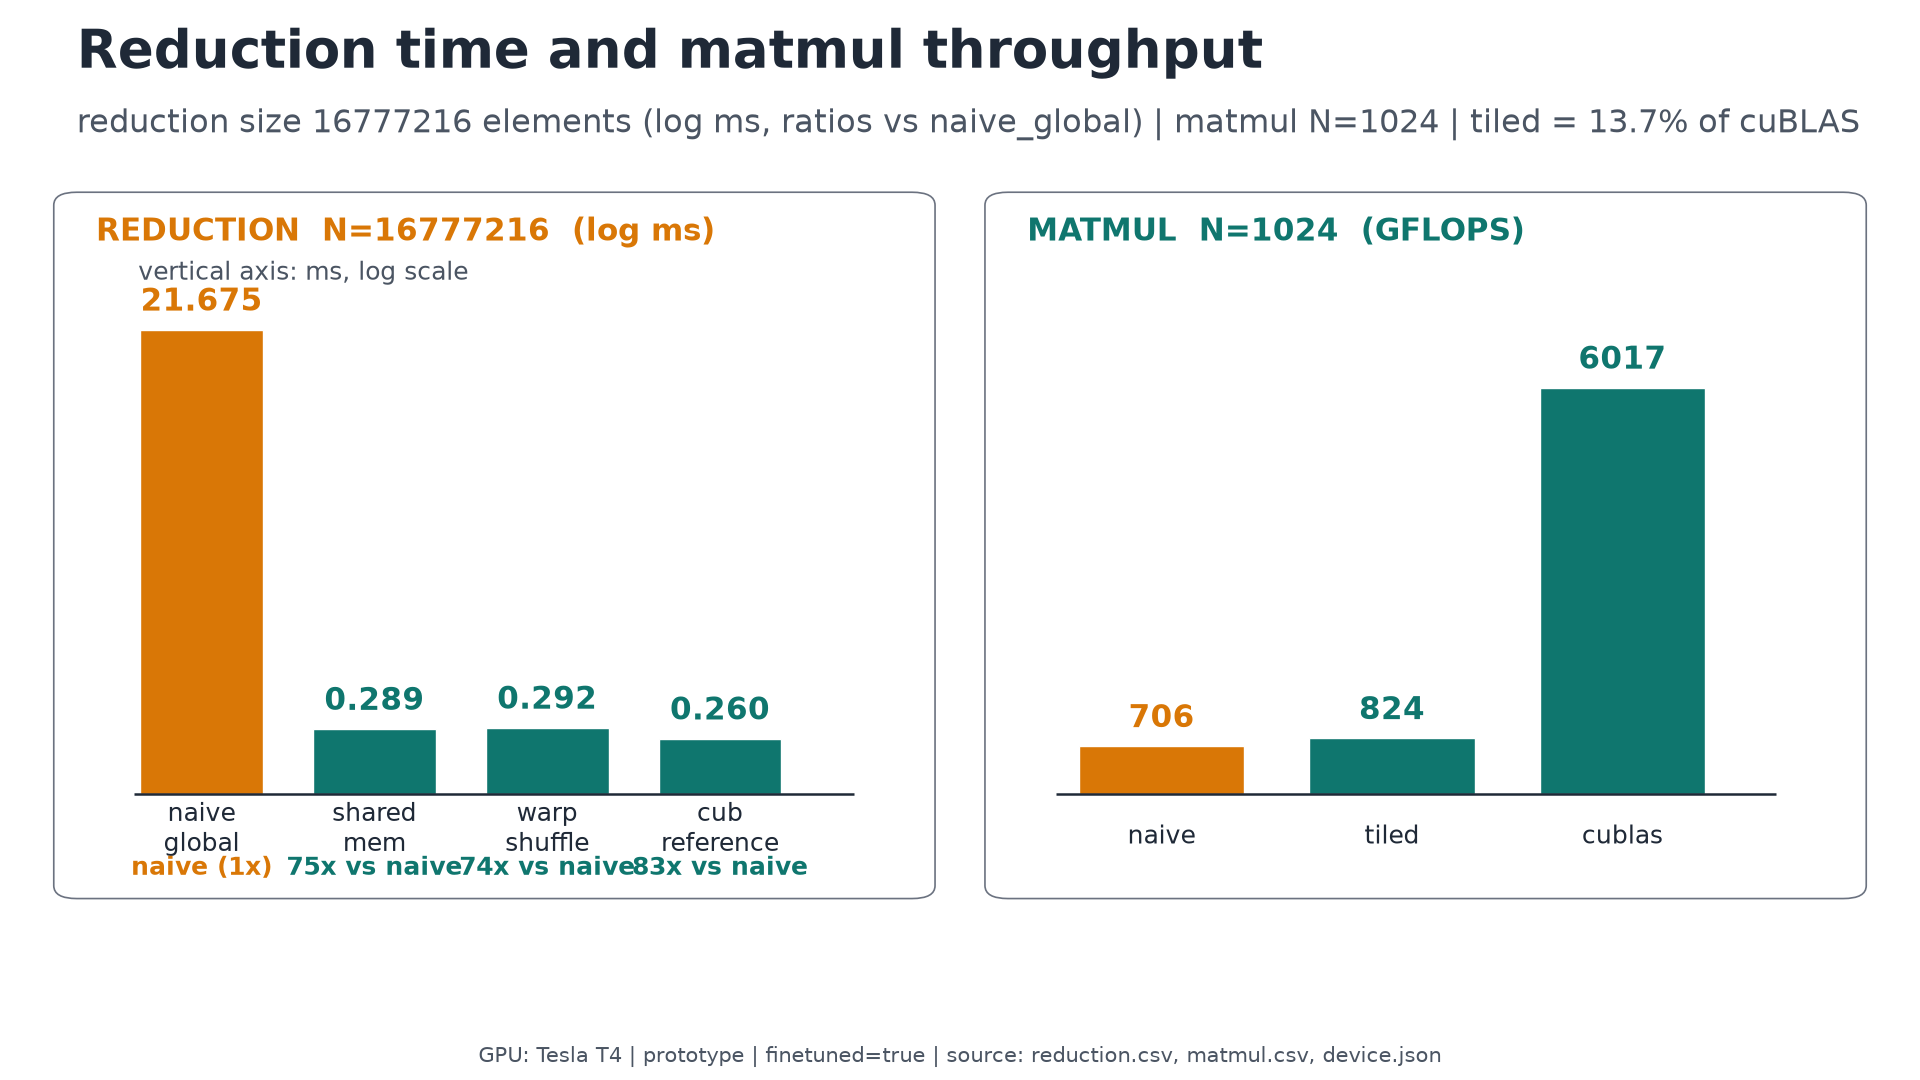 Reduction time and matmul throughput
reduction size 16777216 elements (log ms, ratios vs naive_global) | matmul N=1024 | tiled = 13.7% of cuBLAS
REDUCTION  N=16777216  (log ms)
vertical axis: ms, log scale
21.675
0.289
0.292
0.260
naive
global
shared
mem
warp
shuffle
cub
reference
naive (1x)
75x vs naive
74x vs naive
83x vs naive
MATMUL  N=1024  (GFLOPS)
706
824
6017
naive
tiled
cublas
GPU: Tesla T4 | prototype | finetuned=true | source: reduction.csv, matmul.csv, device.json